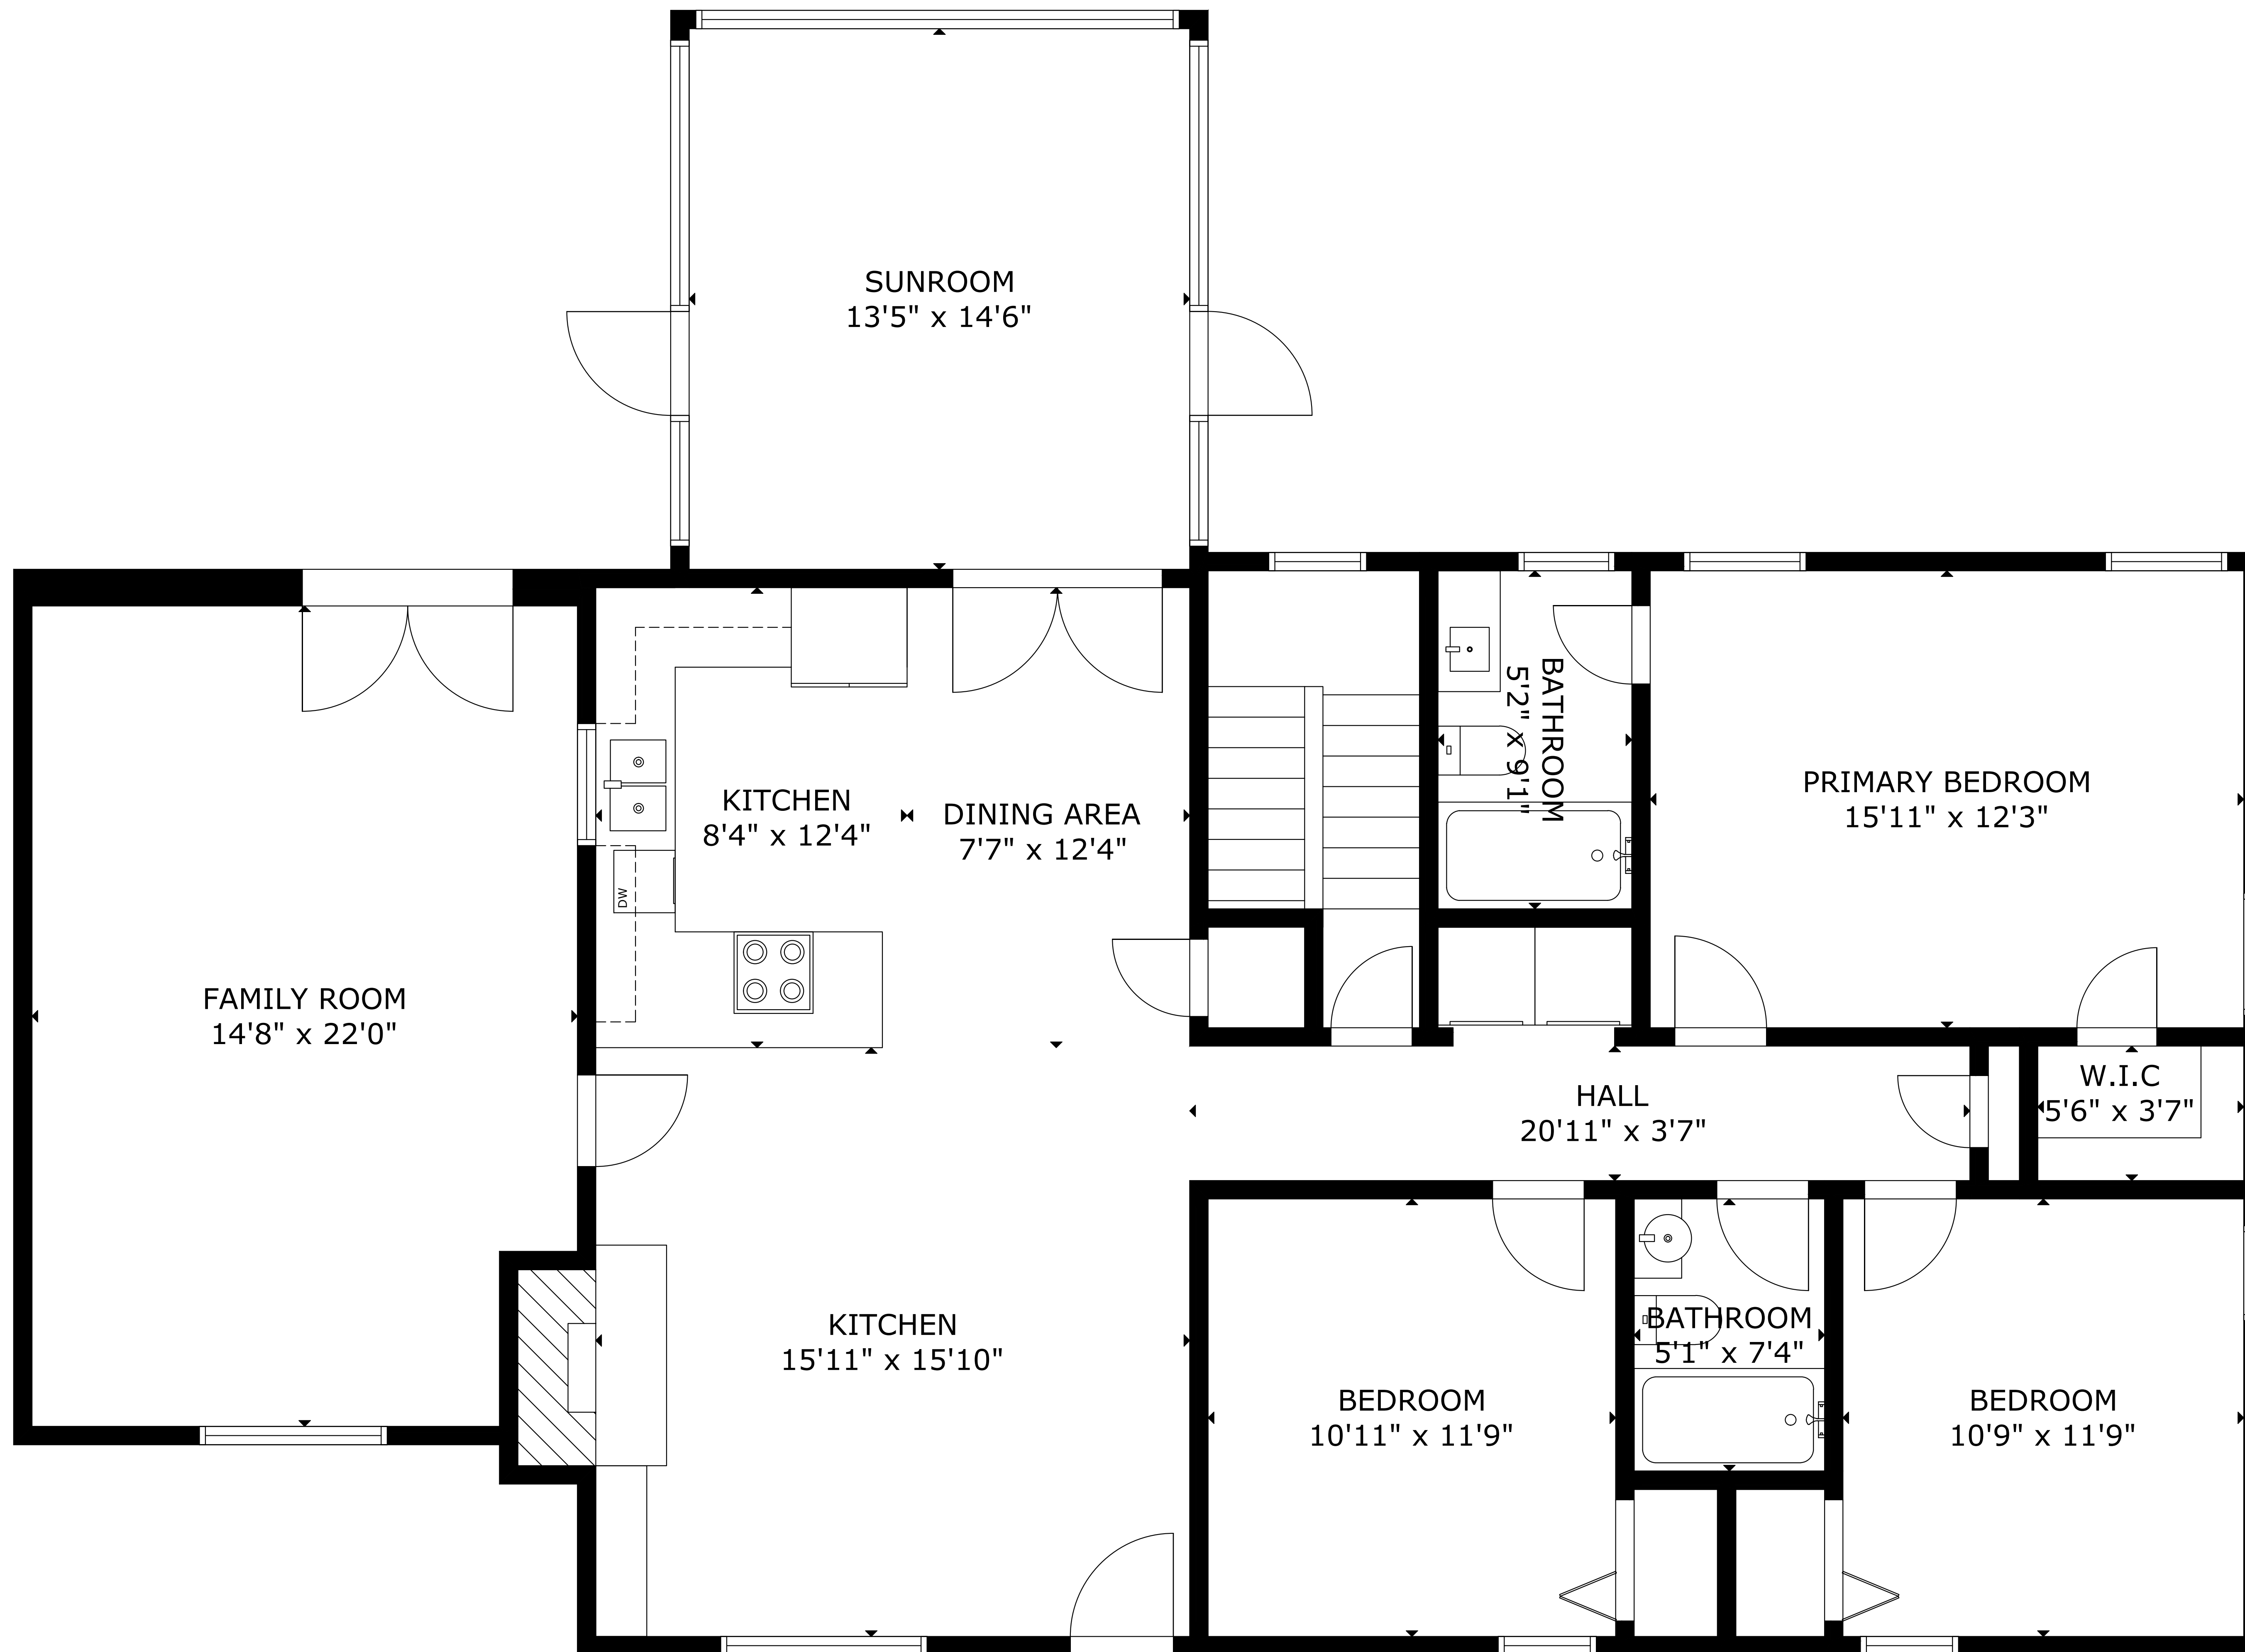 SUNROOM
13'5" x 14'6"
BATHROOM
5'2" x 9'1"
PRIMARY BEDROOM
15'11" x 12'3"
KITCHEN
8'4" x 12'4"
DINING AREA
7'7" x 12'4"
DW
FAMILY ROOM
14'8" x 22'0"
HALL
20'11" x 3'7"
W.I.C
5'6" x 3'7"
KITCHEN
15'11" x 15'10"
BATHROOM
5'1" x 7'4"
BEDROOM
10'11" x 11'9"
BEDROOM
10'9" x 11'9"